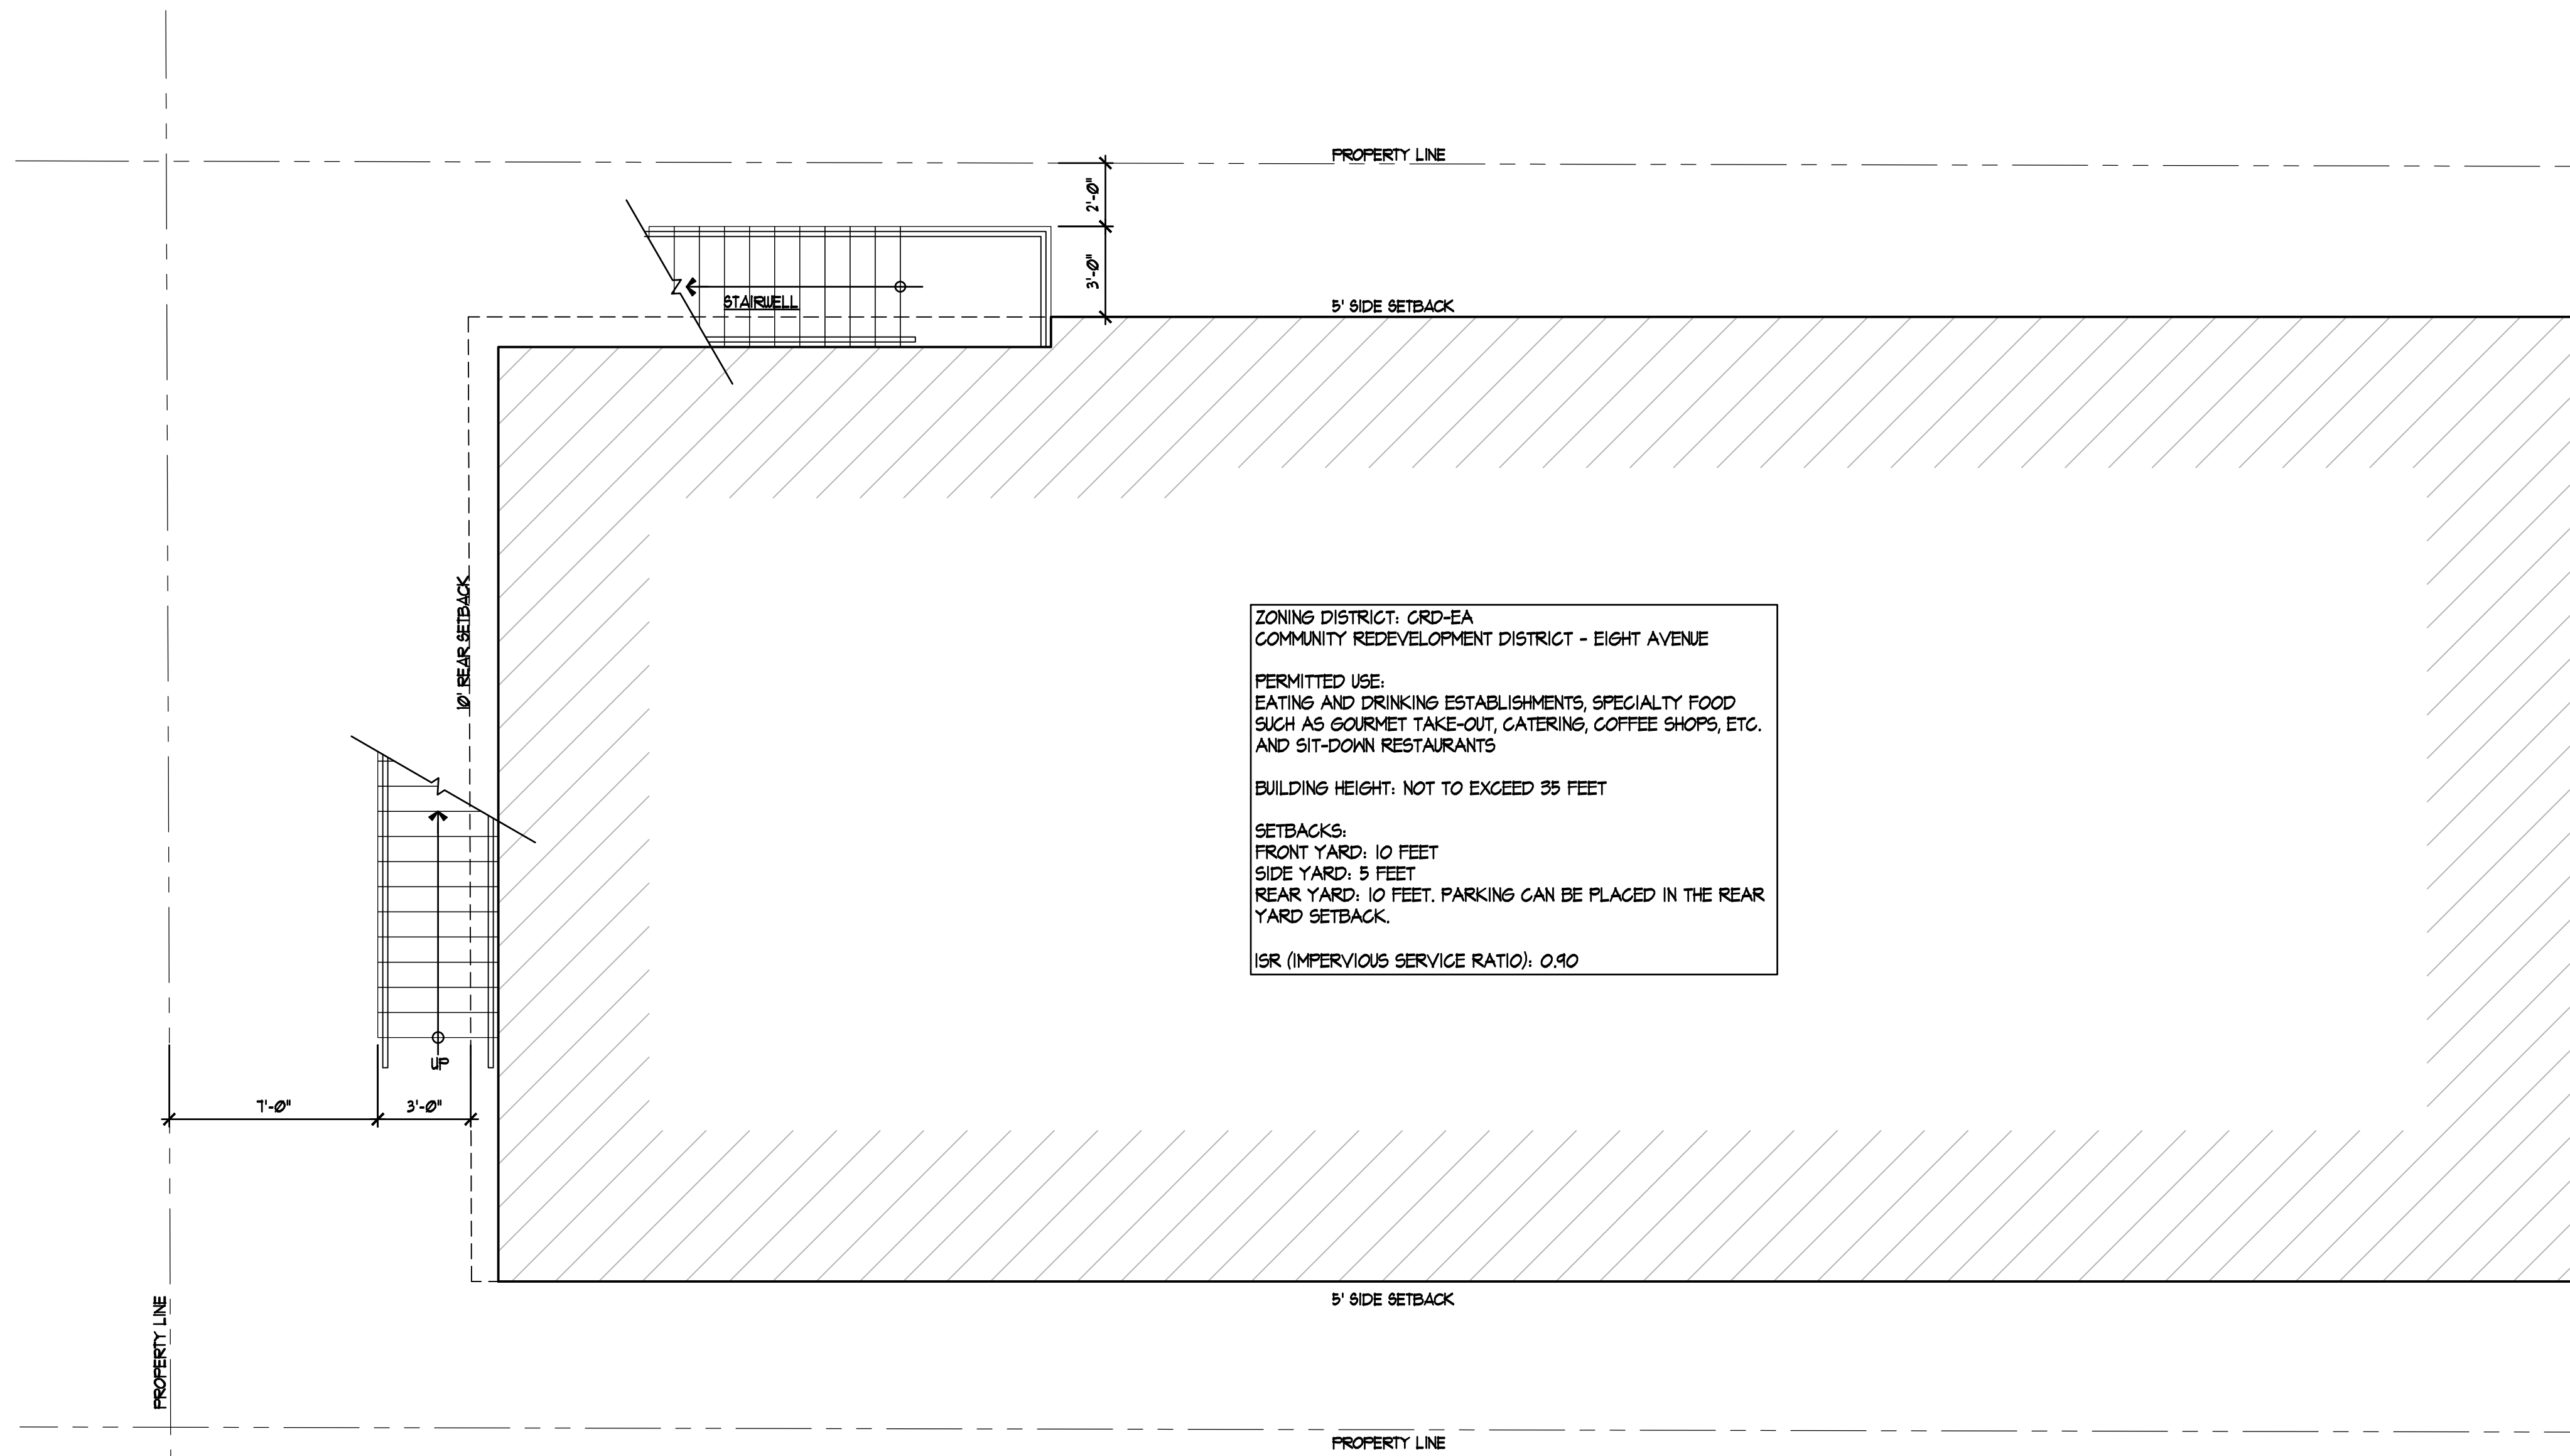 PROPERTY LINE
2'-0"
3'-0"
STAIRWELL
5' SIDE SETBACK
10' REAR SETBACK
ZONING DISTRICT: CRD-EA
COMMUNITY REDEVELOPMENT DISTRICT - EIGHT AVENUE
PERMITTED USE:
EATING AND DRINKING ESTABLISHMENTS, SPECIALTY FOOD
SUCH AS GOURMET TAKE-OUT, CATERING, COFFEE SHOPS, ETC.
AND SIT-DOWN RESTAURANTS
BUILDING HEIGHT: NOT TO EXCEED 35 FEET
SETBACKS:
FRONT YARD: 10 FEET
SIDE YARD: 5 FEET
REAR YARD: 10 FEET. PARKING CAN BE PLACED IN THE REAR
YARD SETBACK.
ISR (IMPERVIOUS SERVICE RATIO): 0.90
UP
7'-0"
3'-0"
5' SIDE SETBACK
PROPERTY LINE
PROPERTY LINE